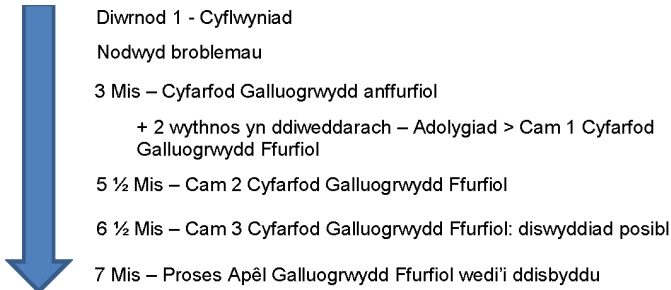 Diwrnod 1 - Cyflwyniad
Nodwyd broblemau
3 Mis – Cyfarfod Galluogrwydd anffurfiol
+ 2 wythnos yn ddiweddarach – Adolygiad > Cam 1 Cyfarfod
Galluogrwydd Ffurfiol
5 ½ Mis – Cam 2 Cyfarfod Galluogrwydd Ffurfiol
6 ½ Mis – Cam 3 Cyfarfod Galluogrwydd Ffurfiol: diswyddiad posibl
7 Mis – Proses Apêl Galluogrwydd Ffurfiol wedi’i ddisbyddu